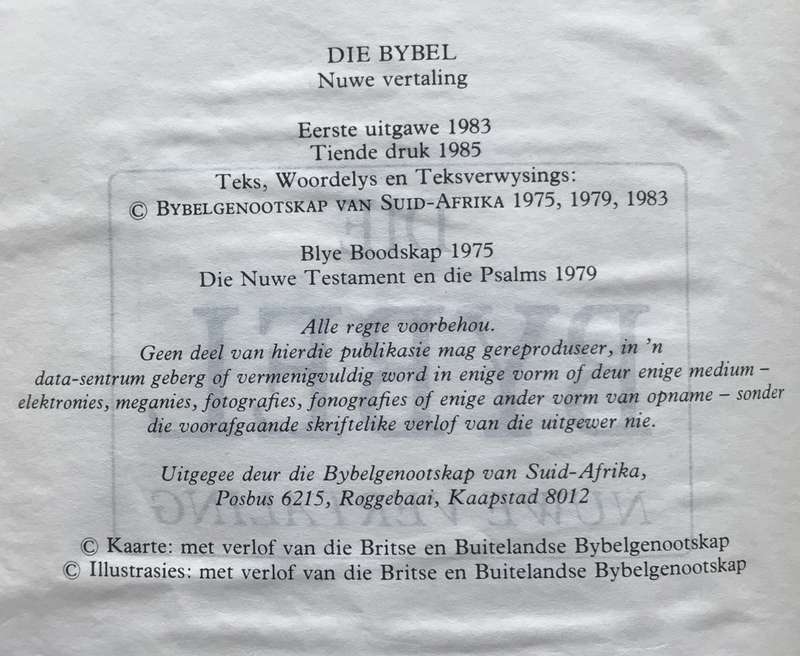 DIE BYBEL
Nuwe vertaling
Eerste uitgawe 1983
Tiende druk 1985
Teks, Woordelys en Teksverwysings:
© BYBELGENOOTSKAP VAN SUID-AFRIKA 1975, 1979, 1983
Blye Boodskap 1975
Die Nuwe Testament en die Psalms 1979
Alle regte voorbehou.
Geen deel van hierdie publikasie mag gereproduseer, in ’n
data-sentrum geberg of vermenigvuldig word in enige vorm of deur enige medium –
elektronies, meganies, fotografies, fonografies of enige ander vorm van opname – sonder
die voorafgaande skriftelike verlof van die uitgewer nie.
Uitgegee deur die Bybelgenootskap van Suid-Afrika,
Posbus 6215, Roggebaai, Kaapstad 8012
© Kaarte: met verlof van die Britse en Buitelandse Bybelgenootskap
© Illustrasies: met verlof van die Britse en Buitelandse Bybelgenootskap
DIE
BYBEL
NUWE VERTALING